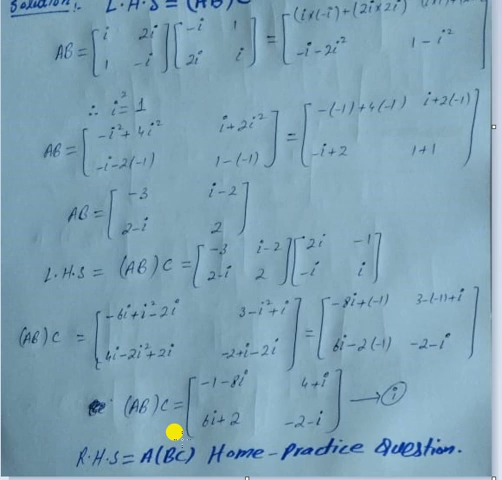 Solution: L.H.S = (AB)C
AB = [i 2i; 1 -i] [-i 1; 2i i] = [(i×(-i)+(2i×2i); -i-2i² 1-i²]
∴ i² = 1
AB = [-i²+4i² i+2i²; -i-2(-1) 1-(-1)] = [-(-1)+4(-1) i+2(-1); -i+2 1+1]
AB = [-3 i-2; 2-i 2]
L.H.S = (AB)C = [-3 i-2; 2-i 2] [2i -1; -i i]
(AB)C = [-6i+i²-2i 3-i²+i; 4i-2i²+2i -2+i-2i] = [-8i+(-1) 3-(-1)+i; 6i-2(-1) -2-i]
(AB)C = [-1-8i 4+i; 6i+2 -2-i] → (i)
R.H.S = A(BC) Home-Practice Question.